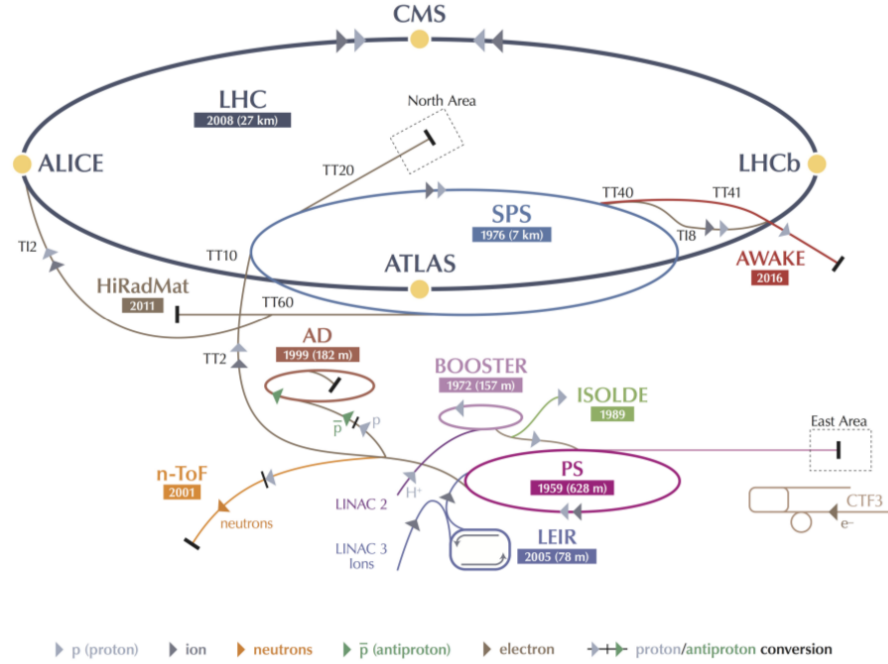 CMS
LHC
2008 (27 km)
North Area
ALICE
LHCb
TT20
TT40
TT41
SPS
1976 (7 km)
TI2
TT10
TI8
ATLAS
AWAKE
2016
HiRadMat
2011
TT60
AD
1999 (182 m)
TT2
BOOSTER
1972 (157 m)
ISOLDE
1989
p̅
p
East Area
n-ToF
2001
PS
1959 (628 m)
H⁺
LINAC 2
neutrons
CTF3
e⁻
LEIR
2005 (78 m)
LINAC 3
Ions
p (proton)
ion
neutrons
p̅ (antiproton)
electron
proton/antiproton conversion